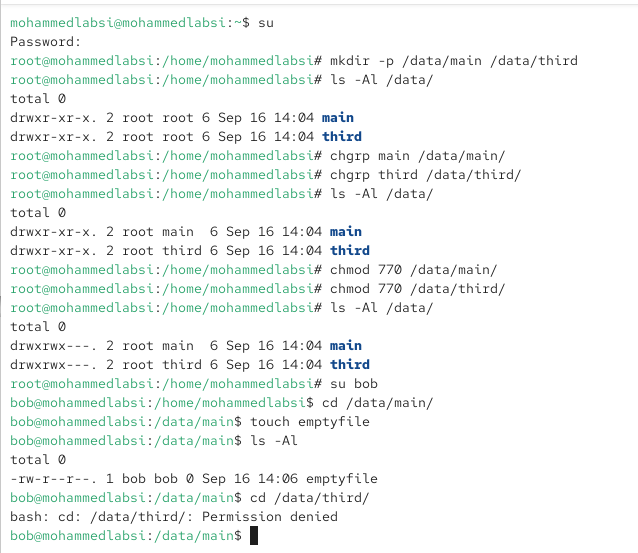 mohammedlabsi@mohammedlabsi:~$ su
Password:
root@mohammedlabsi:/home/mohammedlabsi# mkdir -p /data/main /data/third
root@mohammedlabsi:/home/mohammedlabsi# ls -Al /data/
total 0
drwxr-xr-x. 2 root root 6 Sep 16 14:04 main
drwxr-xr-x. 2 root root 6 Sep 16 14:04 third
root@mohammedlabsi:/home/mohammedlabsi# chgrp main /data/main/
root@mohammedlabsi:/home/mohammedlabsi# chgrp third /data/third/
root@mohammedlabsi:/home/mohammedlabsi# ls -Al /data/
total 0
drwxr-xr-x. 2 root main  6 Sep 16 14:04 main
drwxr-xr-x. 2 root third 6 Sep 16 14:04 third
root@mohammedlabsi:/home/mohammedlabsi# chmod 770 /data/main/
root@mohammedlabsi:/home/mohammedlabsi# chmod 770 /data/third/
root@mohammedlabsi:/home/mohammedlabsi# ls -Al /data/
total 0
drwxrwx---. 2 root main  6 Sep 16 14:04 main
drwxrwx---. 2 root third 6 Sep 16 14:04 third
root@mohammedlabsi:/home/mohammedlabsi# su bob
bob@mohammedlabsi:/home/mohammedlabsi$ cd /data/main/
bob@mohammedlabsi:/data/main$ touch emptyfile
bob@mohammedlabsi:/data/main$ ls -Al
total 0
-rw-r--r--. 1 bob bob 0 Sep 16 14:06 emptyfile
bob@mohammedlabsi:/data/main$ cd /data/third/
bash: cd: /data/third/: Permission denied
bob@mohammedlabsi:/data/main$